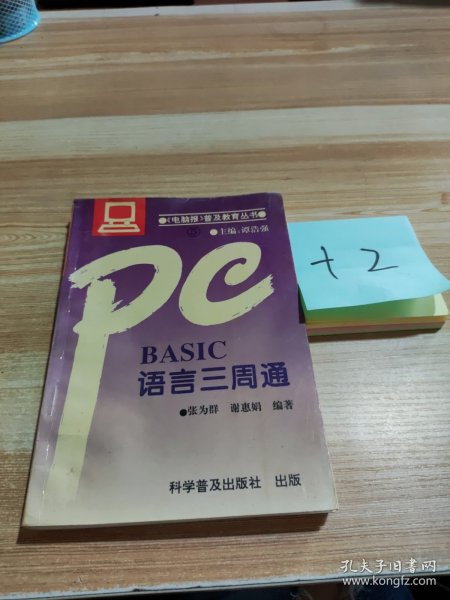 《电脑报》普及教育丛书
⑮ ●主编:谭浩强
PC
BASIC
语言三周通
●张为群 谢惠娟 编著
科学普及出版社 出版
+2
孔夫子旧书网
www.kongfz.com